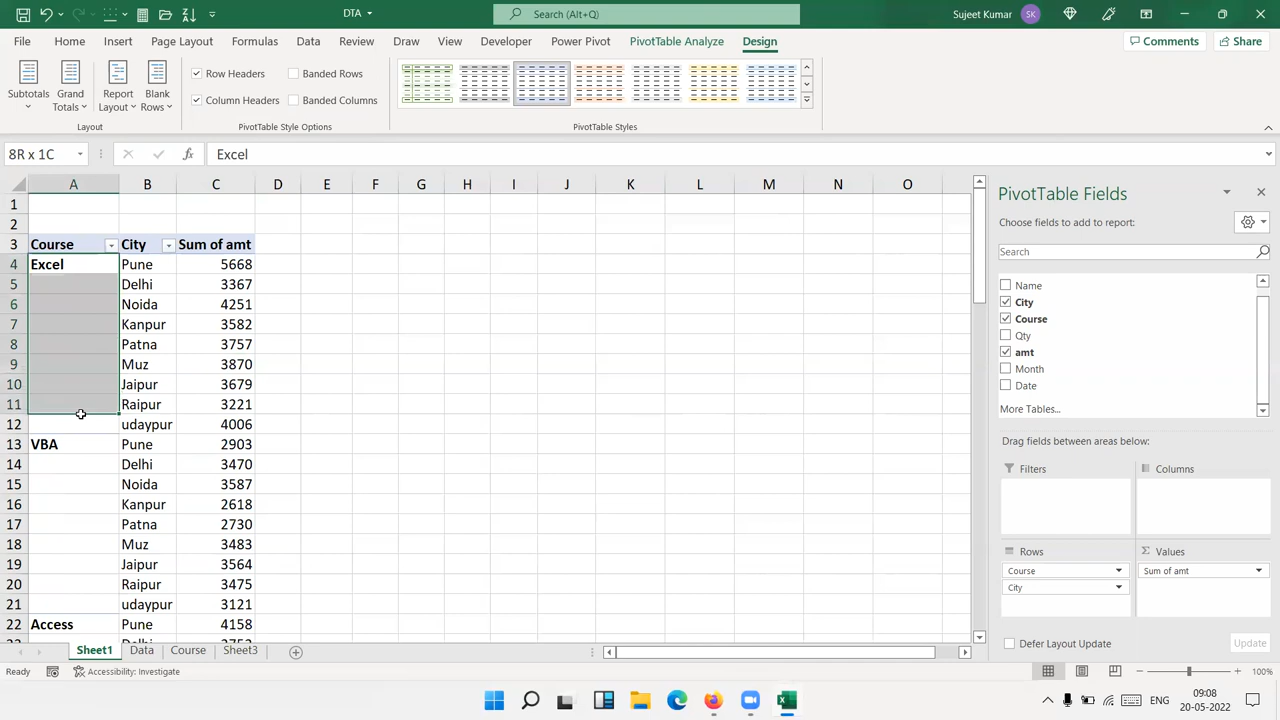 DTA
Search (Alt+Q)
Sujeet Kumar
SK
File
Home
Insert
Page Layout
Formulas
Data
Review
Draw
View
Developer
Power Pivot
PivotTable Analyze
Design
Comments
Share
Subtotals
Grand Totals
Report Layout
Blank Rows
Row Headers
Banded Rows
Column Headers
Banded Columns
Layout
PivotTable Style Options
PivotTable Styles
8R x 1C
fx
Excel
A B C D E F G H I J K L M N O
1
2
3 Course City Sum of amt
4 Excel Pune 5668
5 Delhi 3367
6 Noida 4251
7 Kanpur 3582
8 Patna 3757
9 Muz 3870
10 Jaipur 3679
11 Raipur 3221
12 udaypur 4006
13 VBA Pune 2903
14 Delhi 3470
15 Noida 3587
16 Kanpur 2618
17 Patna 2730
18 Muz 3483
19 Jaipur 3564
20 Raipur 3475
21 udaypur 3121
22 Access Pune 4158
PivotTable Fields
Choose fields to add to report:
Search
Name
City
Course
Qty
amt
Month
Date
More Tables...
Drag fields between areas below:
Filters
Columns
Rows
Σ Values
Course
City
Sum of amt
Defer Layout Update
Update
Sheet1
Data
Course
Sheet3
Ready
Accessibility: Investigate
100%
ENG
09:08
20-05-2022